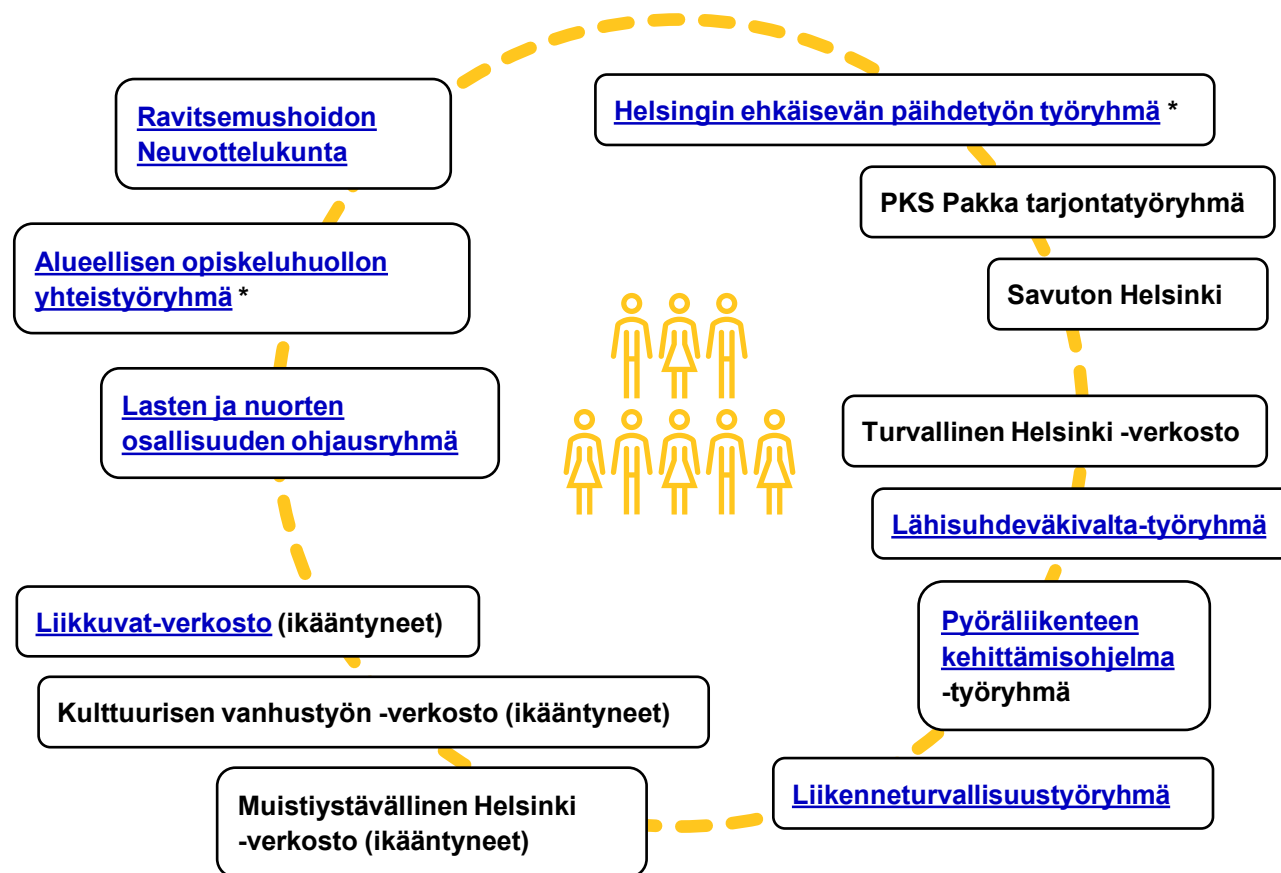 Ravitsemushoidon
Neuvottelukunta
Helsingin ehkäisevän päihdetyön työryhmä *
PKS Pakka tarjontatyöryhmä
Alueellisen opiskeluhuollon
yhteistyöryhmä *
Savuton Helsinki
Lasten ja nuorten
osallisuuden ohjausryhmä
Turvallinen Helsinki -verkosto
Lähisuhdeväkivalta-työryhmä
Liikkuvat-verkosto (ikääntyneet)
Pyöräliikenteen
kehittämisohjelma
-työryhmä
Kulttuurisen vanhustyön -verkosto (ikääntyneet)
Muistiystävällinen Helsinki
-verkosto (ikääntyneet)
Liikenneturvallisuustyöryhmä